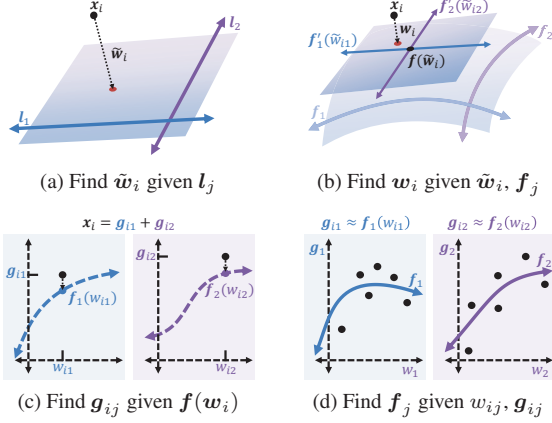 x_i
l_2
w̃_i
l_1
(a) Find w̃_i given l_j
x_i
f′_2(w̃_i2)
f′_1(w̃_i1)
w_i
f(w̃_i)
f_2
f_1
(b) Find w_i given w̃_i, f_j
x_i = g_i1 + g_i2
g_i1
f_1(w_i1)
w_i1
g_i2
f_2(w_i2)
w_i2
(c) Find g_ij given f(w_i)
g_i1 ≈ f_1(w_i1)
g_i2 ≈ f_2(w_i2)
g_1
f_1
w_1
g_2
f_2
w_2
(d) Find f_j given w_ij, g_ij